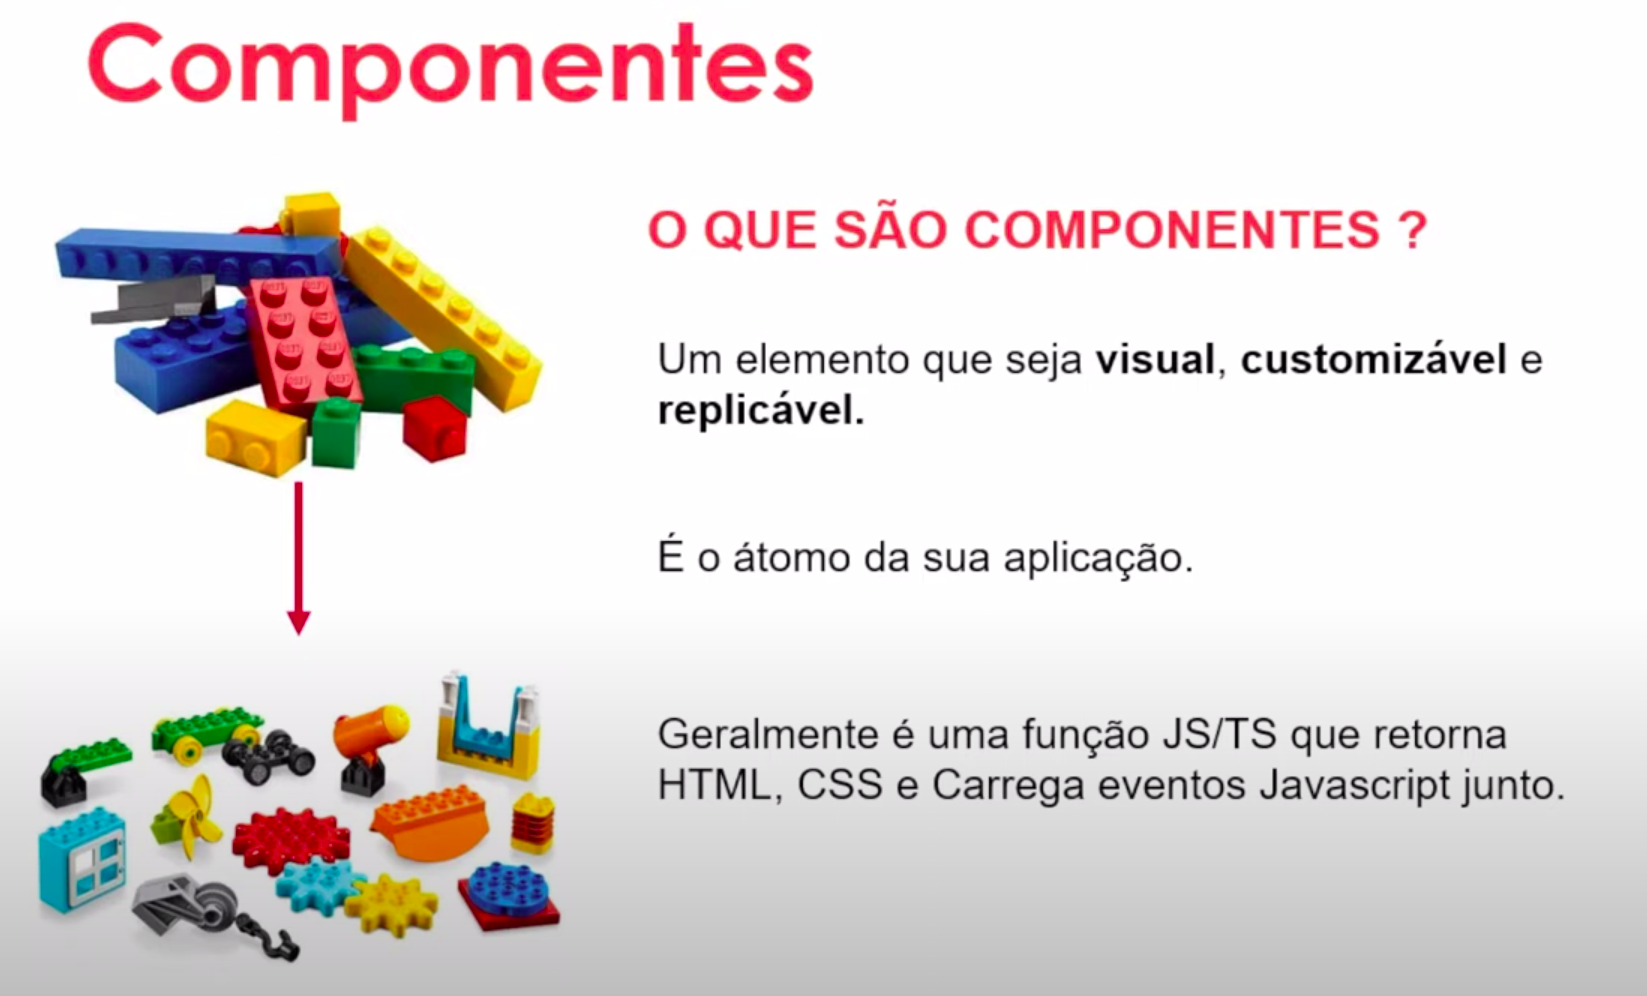 Componentes
O QUE SÃO COMPONENTES ?
Um elemento que seja visual, customizável e
replicável.
É o átomo da sua aplicação.
Geralmente é uma função JS/TS que retorna
HTML, CSS e Carrega eventos Javascript junto.